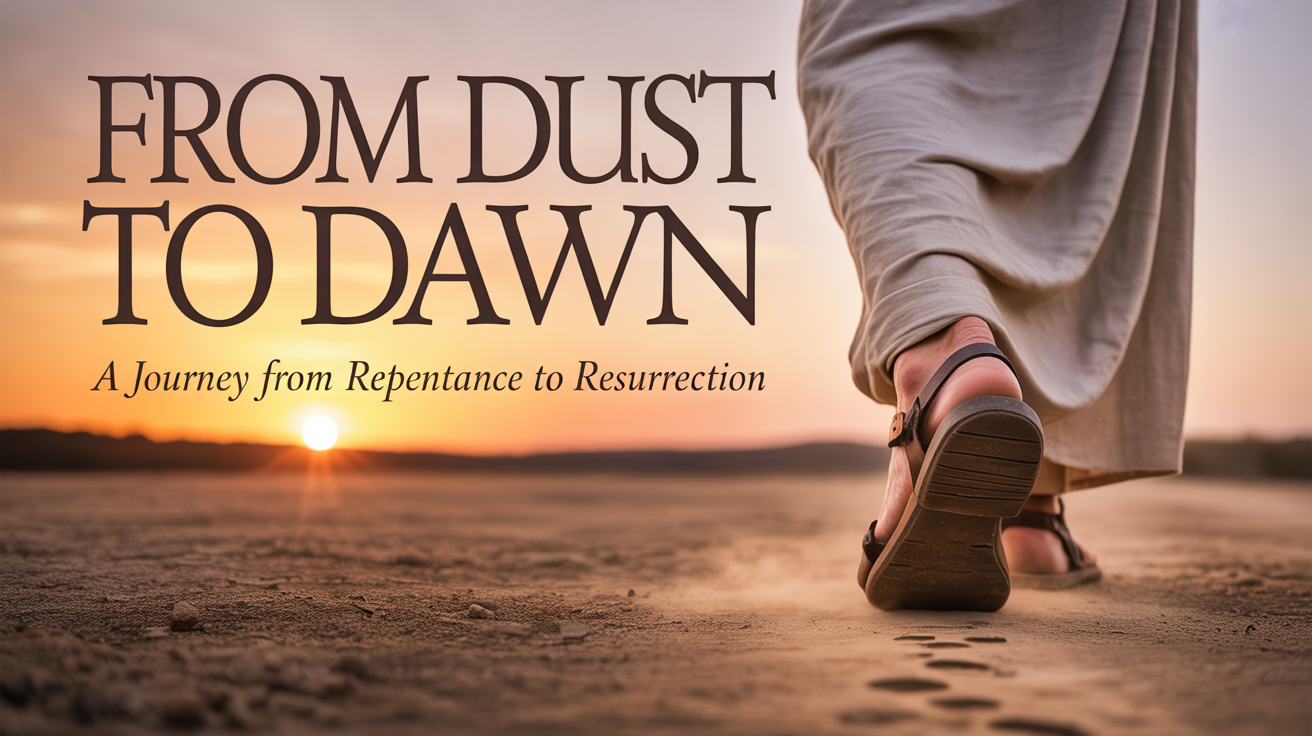 FROM DUST
TO DAWN
A Journey from Repentance to Resurrection